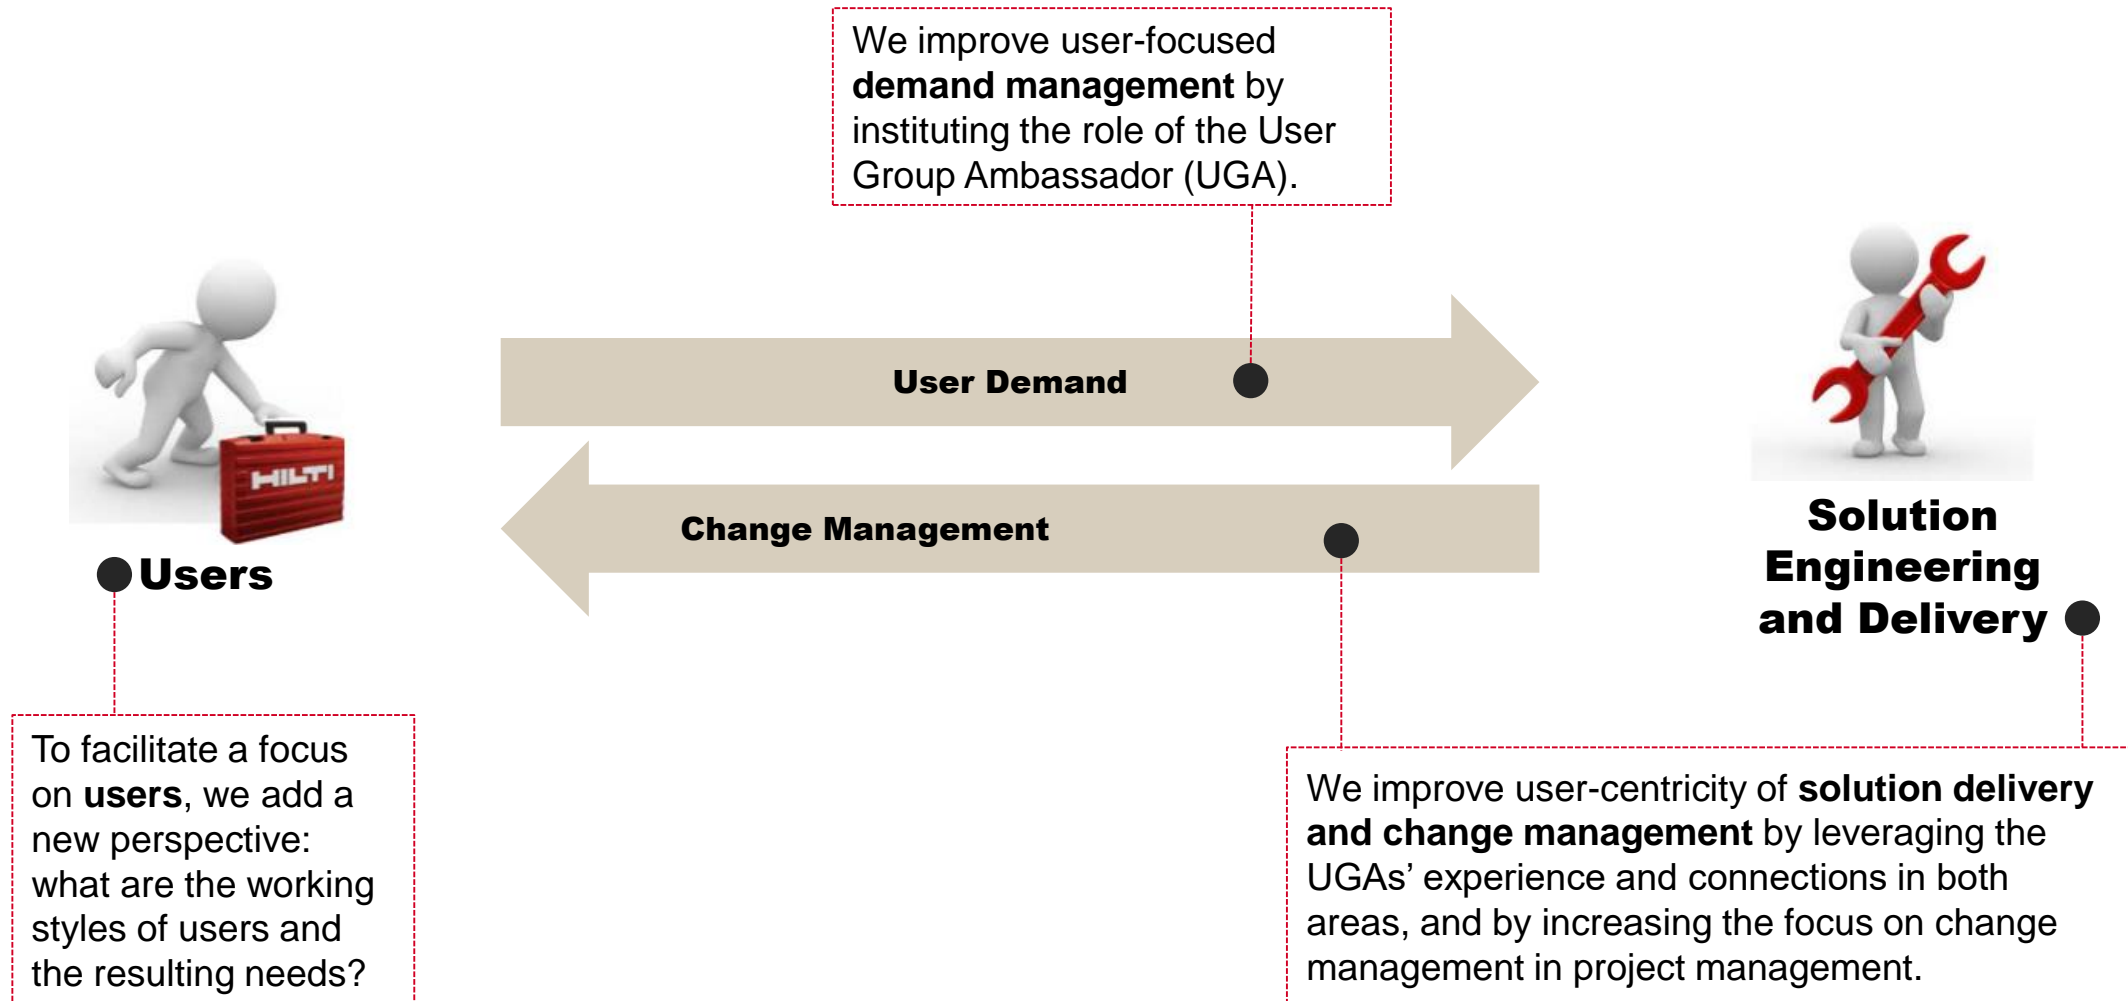 We improve user-focused
demand management by
instituting the role of the User
Group Ambassador (UGA).
User Demand
Change Management
HILTI
Users
Solution
Engineering
and Delivery
To facilitate a focus
on users, we add a
new perspective:
what are the working
styles of users and
the resulting needs?
We improve user-centricity of solution delivery
and change management by leveraging the
UGAs’ experience and connections in both
areas, and by increasing the focus on change
management in project management.